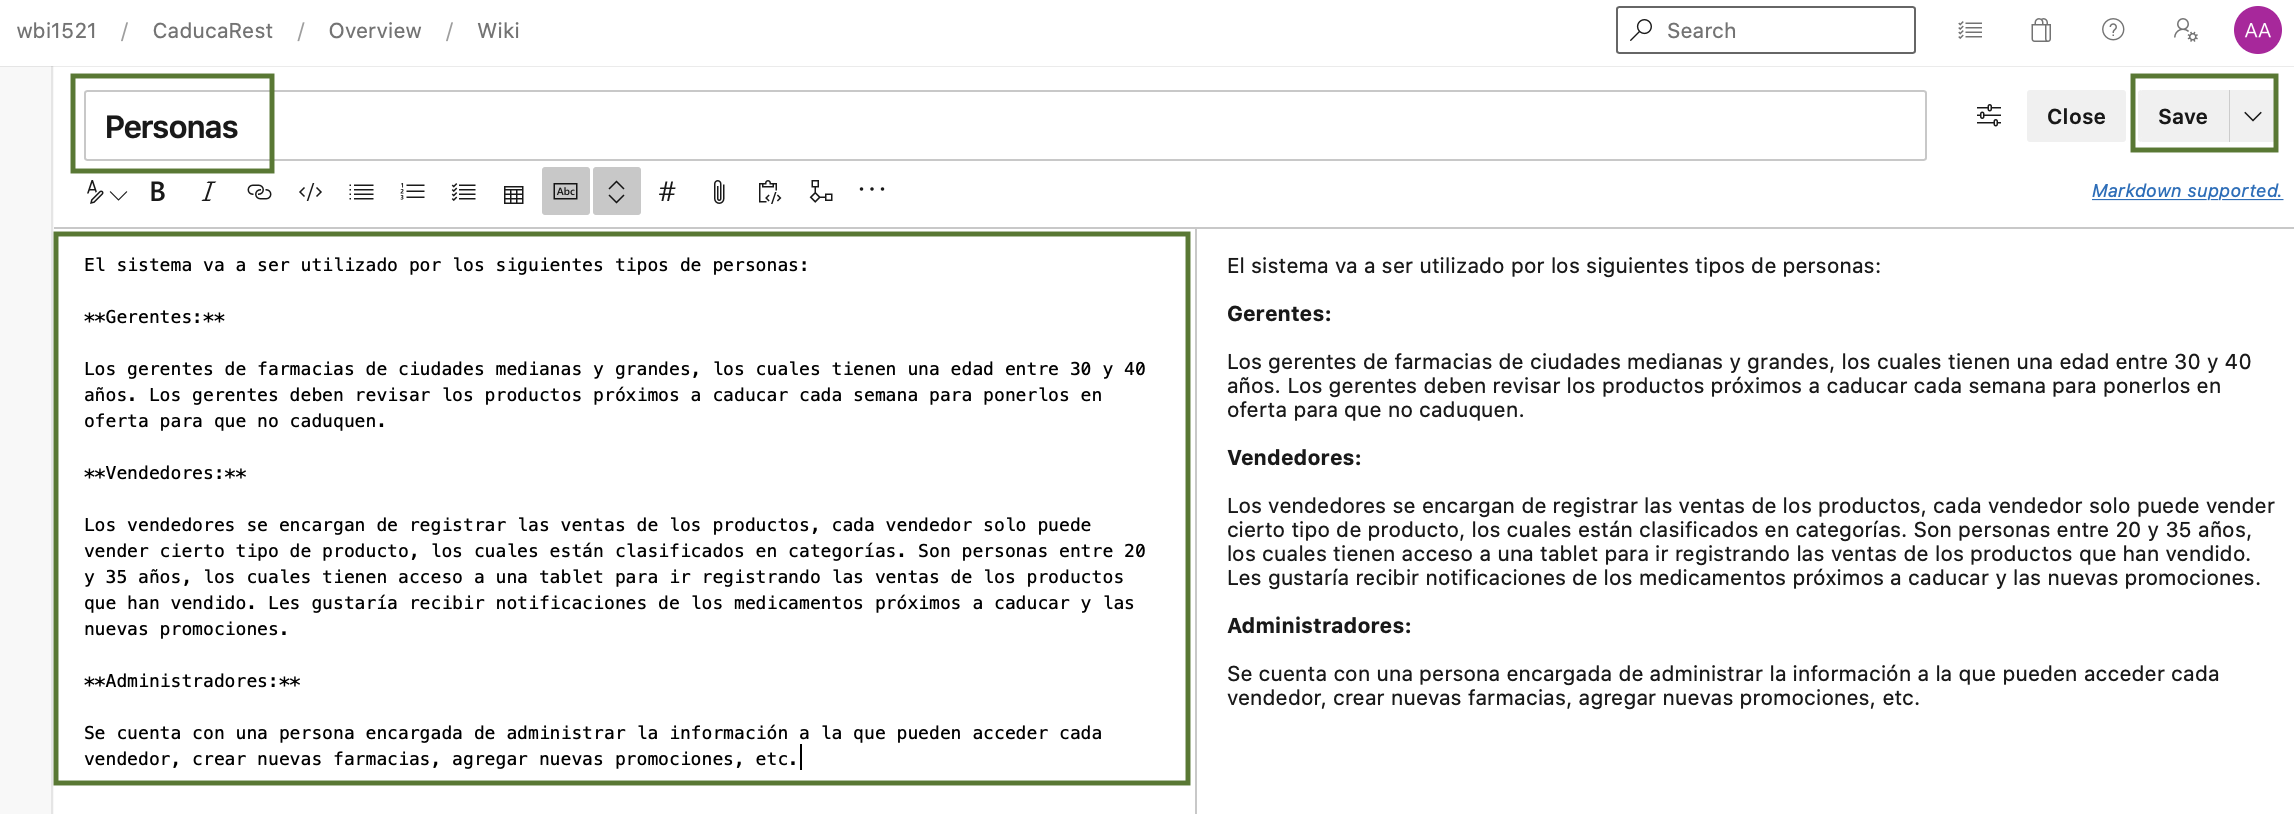 wbi1521 / CaducaRest / Overview / Wiki
Search
AA
Personas
Close
Save
B I </> Abc #
Markdown supported.
El sistema va a ser utilizado por los siguientes tipos de personas:
**Gerentes:**
Los gerentes de farmacias de ciudades medianas y grandes, los cuales tienen una edad entre 30 y 40
años. Los gerentes deben revisar los productos próximos a caducar cada semana para ponerlos en
oferta para que no caduquen.
**Vendedores:**
Los vendedores se encargan de registrar las ventas de los productos, cada vendedor solo puede
vender cierto tipo de producto, los cuales están clasificados en categorías. Son personas entre 20
y 35 años, los cuales tienen acceso a una tablet para ir registrando las ventas de los productos
que han vendido. Les gustaría recibir notificaciones de los medicamentos próximos a caducar y las
nuevas promociones.
**Administradores:**
Se cuenta con una persona encargada de administrar la información a la que pueden acceder cada
vendedor, crear nuevas farmacias, agregar nuevas promociones, etc.
El sistema va a ser utilizado por los siguientes tipos de personas:
Gerentes:
Los gerentes de farmacias de ciudades medianas y grandes, los cuales tienen una edad entre 30 y 40
años. Los gerentes deben revisar los productos próximos a caducar cada semana para ponerlos en
oferta para que no caduquen.
Vendedores:
Los vendedores se encargan de registrar las ventas de los productos, cada vendedor solo puede vender
cierto tipo de producto, los cuales están clasificados en categorías. Son personas entre 20 y 35 años,
los cuales tienen acceso a una tablet para ir registrando las ventas de los productos que han vendido.
Les gustaría recibir notificaciones de los medicamentos próximos a caducar y las nuevas promociones.
Administradores:
Se cuenta con una persona encargada de administrar la información a la que pueden acceder cada
vendedor, crear nuevas farmacias, agregar nuevas promociones, etc.